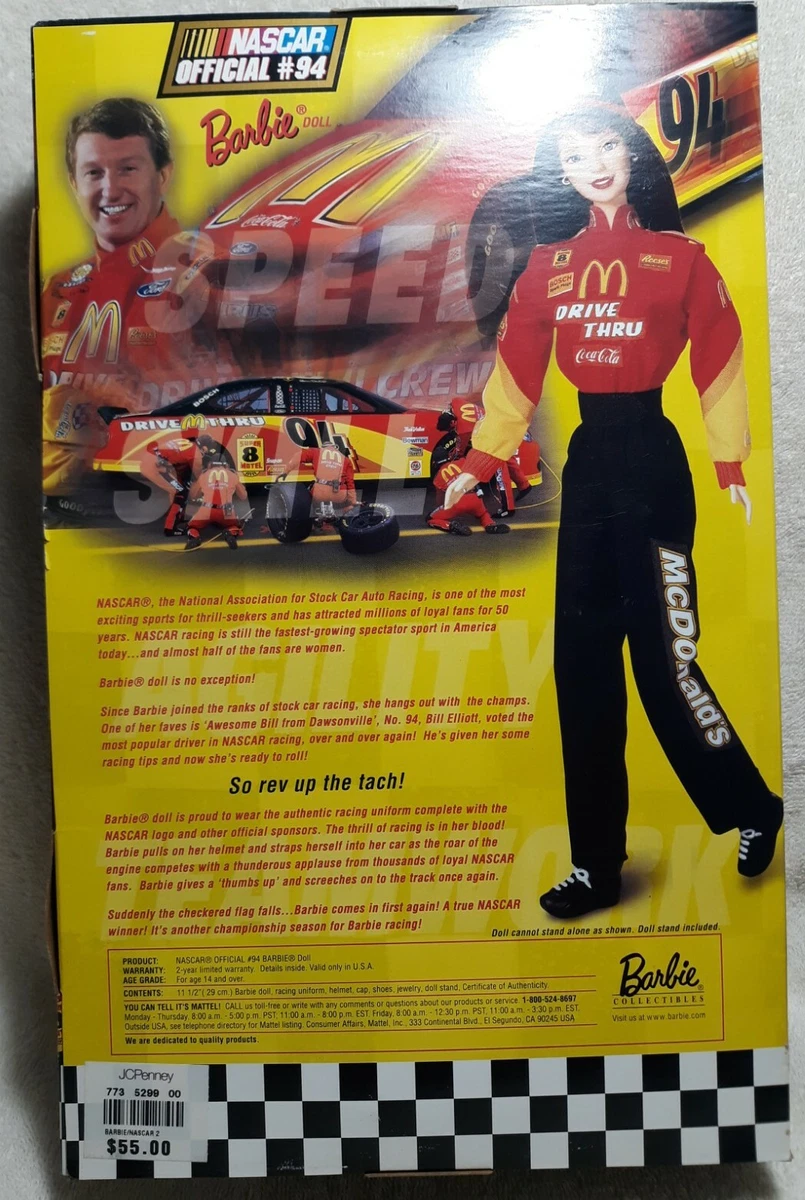 NASCAR
OFFICIAL #94
Barbie® DOLL
94
Coca-Cola
Ford
SPEED
M
Ford
8
BOSCH
Reese's
DRIVE
THRU
Coca-Cola
CREW
BOSCH
DRIVE M THRU
94
SUPER
8
MOTEL
SKILL
McDonald's
NASCAR®, the National Association for Stock Car Auto Racing, is one of the most
exciting sports for thrill-seekers and has attracted millions of loyal fans for 50
years. NASCAR racing is still the fastest-growing spectator sport in America
today...and almost half of the fans are women.
AGILITY
Barbie® doll is no exception!
Since Barbie joined the ranks of stock car racing, she hangs out with the champs.
One of her faves is 'Awesome Bill from Dawsonville', No. 94, Bill Elliott, voted the
most popular driver in NASCAR racing, over and over again! He's given her some
racing tips and now she's ready to roll!
So rev up the tach!
Barbie® doll is proud to wear the authentic racing uniform complete with the
NASCAR logo and other official sponsors. The thrill of racing is in her blood!
Barbie pulls on her helmet and straps herself into her car as the roar of the
engine competes with a thunderous applause from thousands of loyal NASCAR
fans. Barbie gives a 'thumbs up' and screeches on to the track once again.
TEAMWORK
Suddenly the checkered flag falls...Barbie comes in first again! A true NASCAR
winner! It's another championship season for Barbie racing!
Doll cannot stand alone as shown. Doll stand included.
PRODUCT: NASCAR® OFFICIAL #94 BARBIE® Doll
WARRANTY: 2-year limited warranty. Details inside. Valid only in U.S.A.
AGE GRADE: For age 14 and over.
CONTENTS: 11 1/2" ( 29 cm.) Barbie doll, racing uniform, helmet, cap, shoes, jewelry, doll stand, Certificate of Authenticity.
YOU CAN TELL IT'S MATTEL! CALL us toll-free or write with any comments or questions about our products or service 1-800-524-8697
Monday - Thursday, 8:00 a.m. - 5:00 p.m. PST, 11:00 a.m. - 8:00 p.m. EST. Friday, 8:00 a.m. - 12:30 p.m. PST, 11:00 a.m. - 3:30 p.m. EST.
Outside USA, see telephone directory for Mattel listing. Consumer Affairs, Mattel, Inc., 333 Continental Blvd., El Segundo, CA 90245 USA
We are dedicated to quality products.
Barbie®
COLLECTIBLES
Visit us at www.barbie.com
JCPenney
773 5299 00
BARBIE/NASCAR 2
$55.00